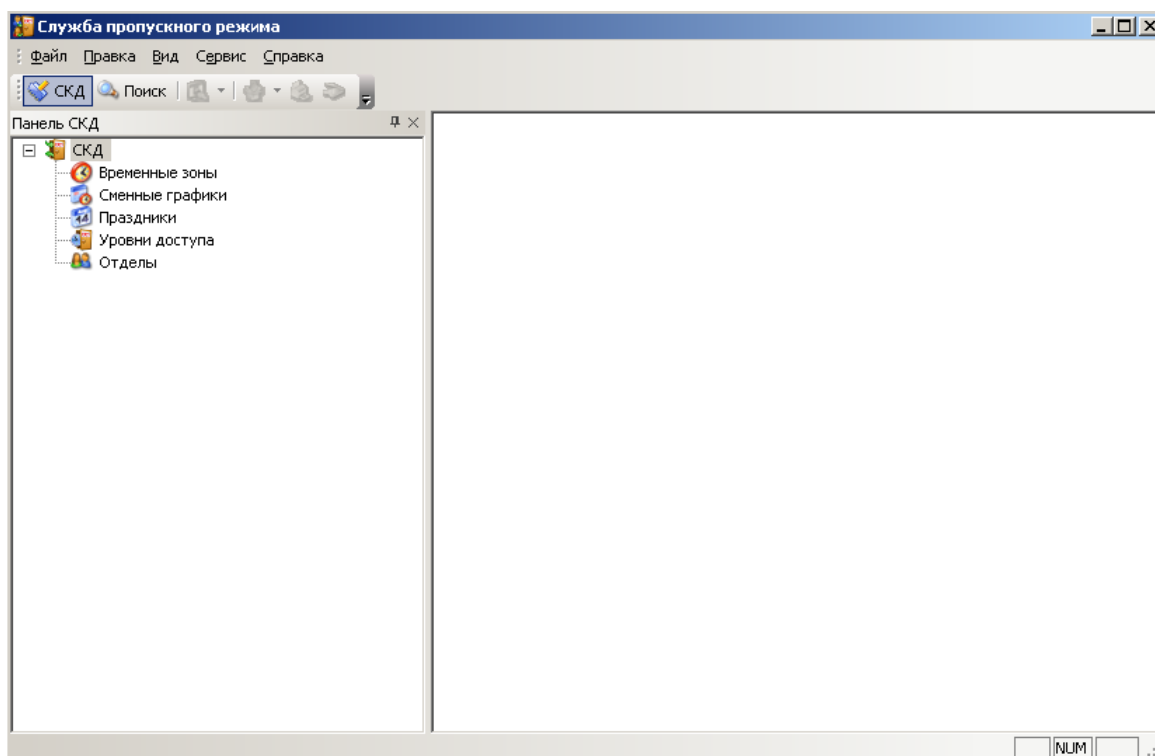 Служба пропускного режима
Файл Правка Вид Сервис Справка
СКД Поиск
Панель СКД
СКД
Временные зоны
Сменные графики
Праздники
Уровни доступа
Отделы
NUM